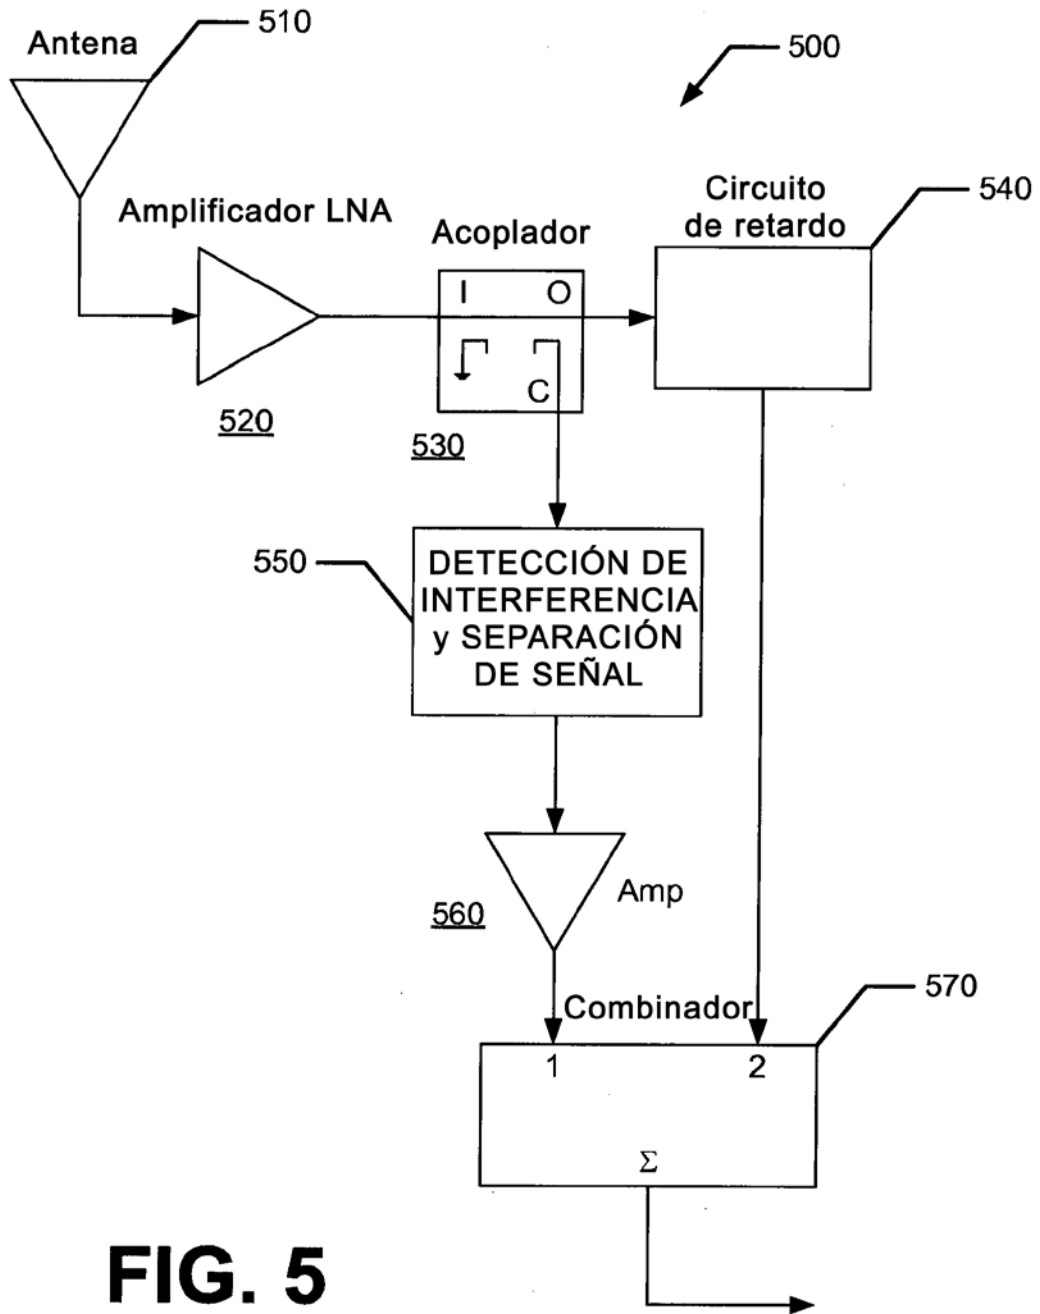 510
Antena
500
Circuito
de retardo
540
Amplificador LNA
Acoplador
I O
C
520
530
550
DETECCIÓN DE
INTERFERENCIA
y SEPARACIÓN
DE SEÑAL
560
Amp
Combinador
570
1 2
Σ
FIG. 5